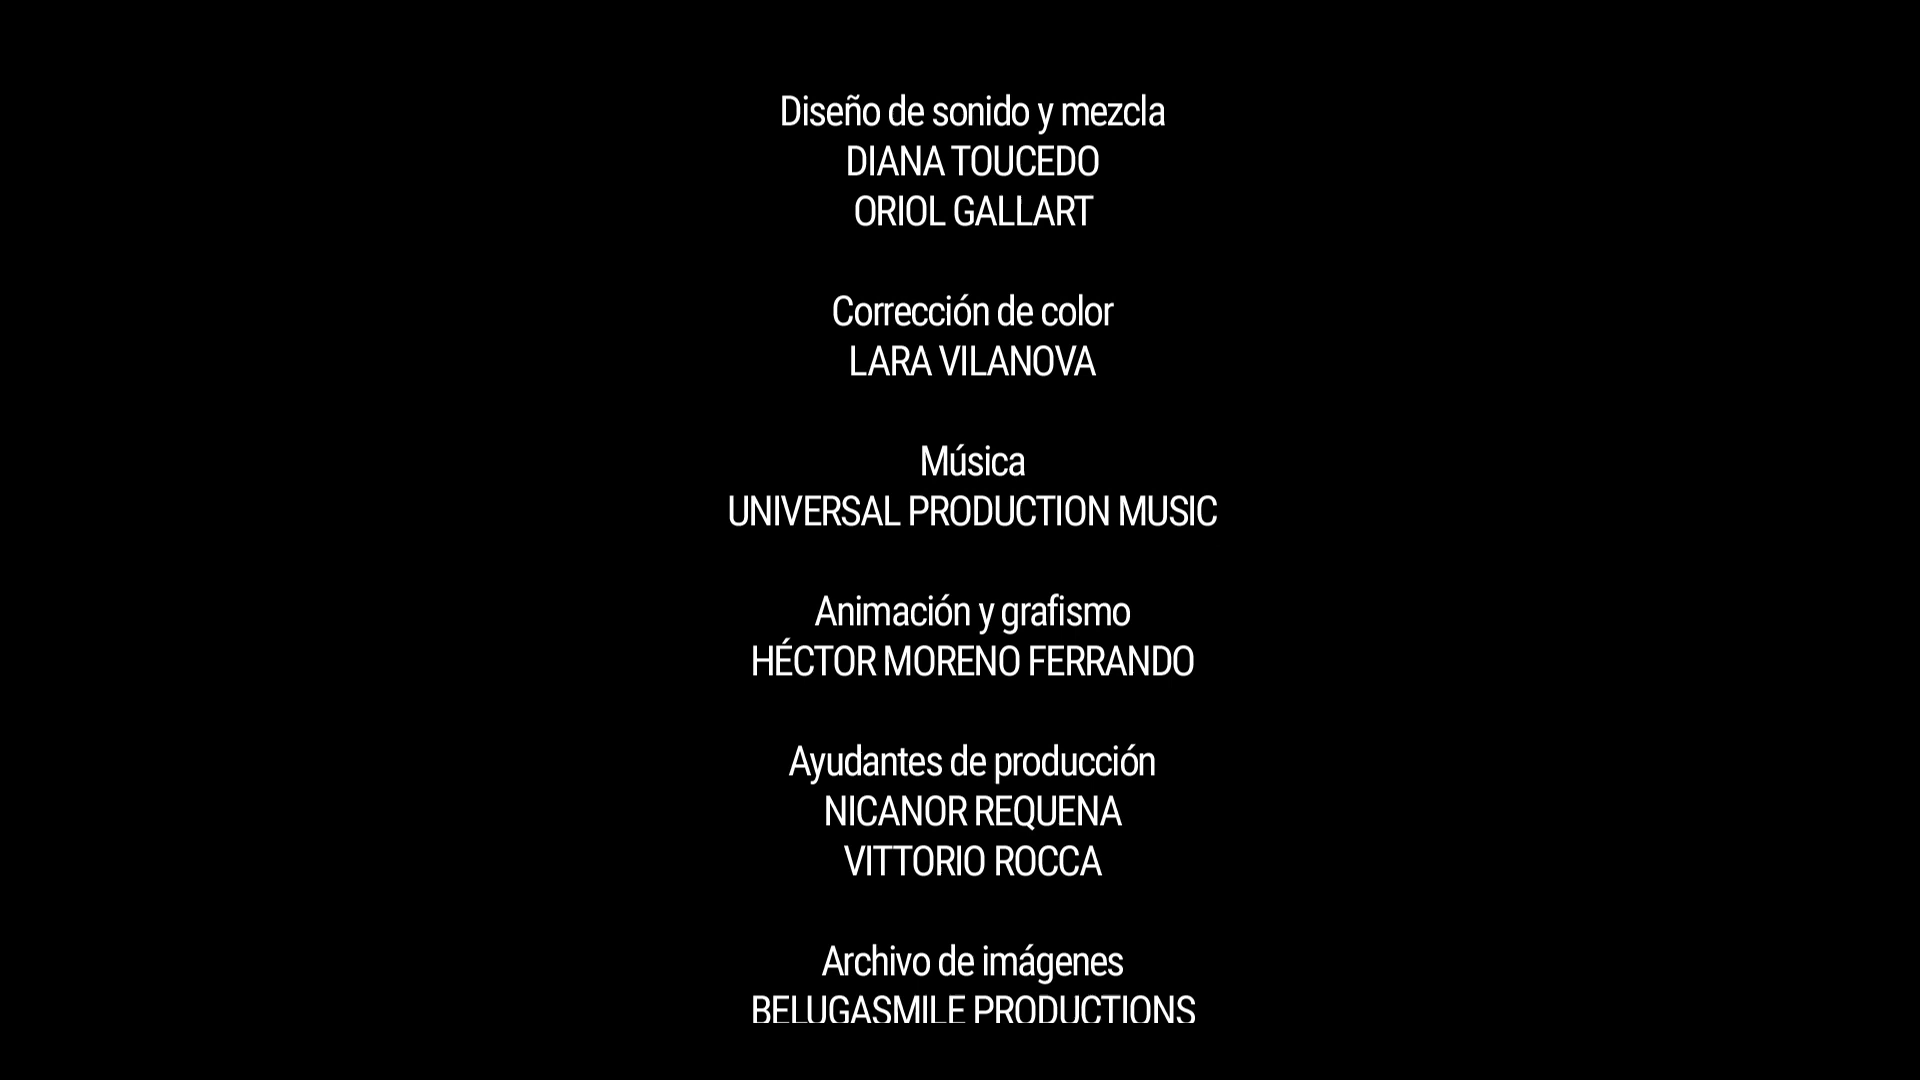 Diseño de sonido y mezcla
DIANA TOUCEDO
ORIOL GALLART
Corrección de color
LARA VILANOVA
Música
UNIVERSAL PRODUCTION MUSIC
Animación y grafismo
HÉCTOR MORENO FERRANDO
Ayudantes de producción
NICANOR REQUENA
VITTORIO ROCCA
Archivo de imágenes
BELUGASMILE PRODUCTIONS